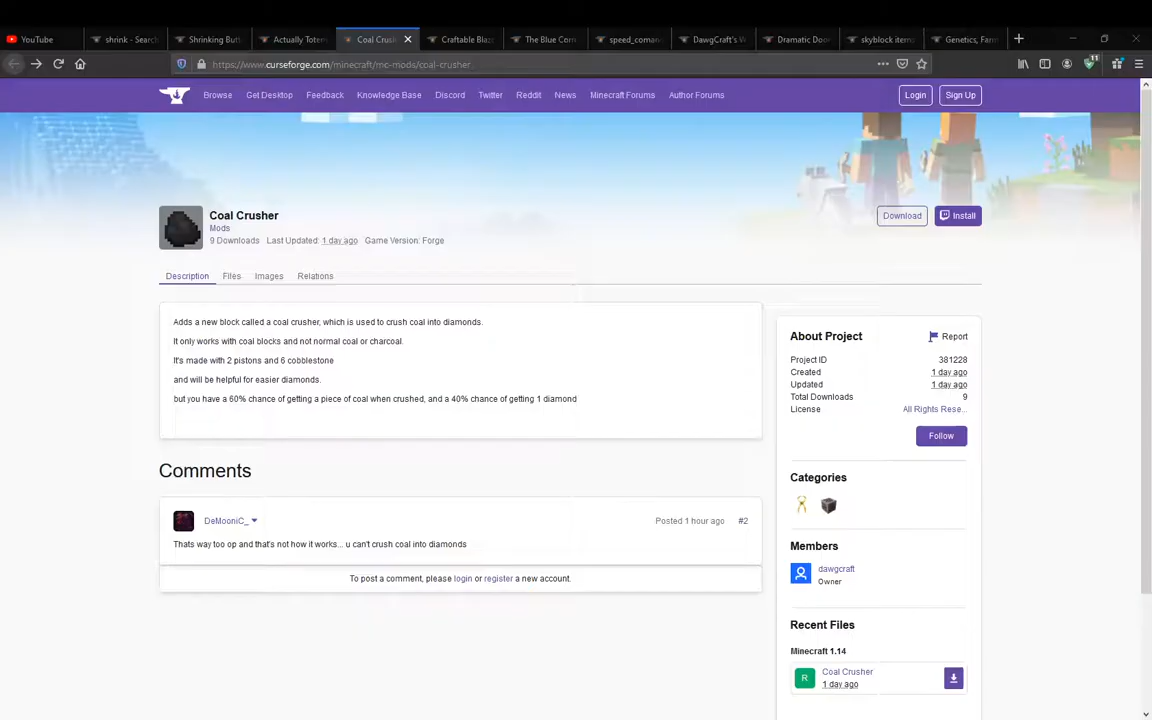 YouTube
shrink - Search
Shrinking Butt
Actually Totem
Coal Crush
Craftable Blaz
The Blue Corn
speed_coman
DawgCraft's W
Dramatic Doo
skyblock items
Genetics, Farm
https://www.curseforge.com/minecraft/mc-mods/coal-crusher
11
Browse Get Desktop Feedback Knowledge Base Discord Twitter Reddit News Minecraft Forums Author Forums Login Sign Up
Coal Crusher
Mods
9 Downloads Last Updated: 1 day ago Game Version: Forge
Download Install
Description Files Images Relations
Adds a new block called a coal crusher, which is used to crush coal into diamonds.
It only works with coal blocks and not normal coal or charcoal.
It's made with 2 pistons and 6 cobblestone
and will be helpful for easier diamonds.
but you have a 60% chance of getting a piece of coal when crushed, and a 40% chance of getting 1 diamond
Comments
DeMooniC_ Posted 1 hour ago #2
Thats way too op and that's not how it works... u can't crush coal into diamonds
To post a comment, please login or register a new account.
About Project Report
Project ID 381228
Created 1 day ago
Updated 1 day ago
Total Downloads 9
License All Rights Rese...
Follow
Categories
Members
dawgcraft
Owner
Recent Files
Minecraft 1.14
R Coal Crusher
1 day ago